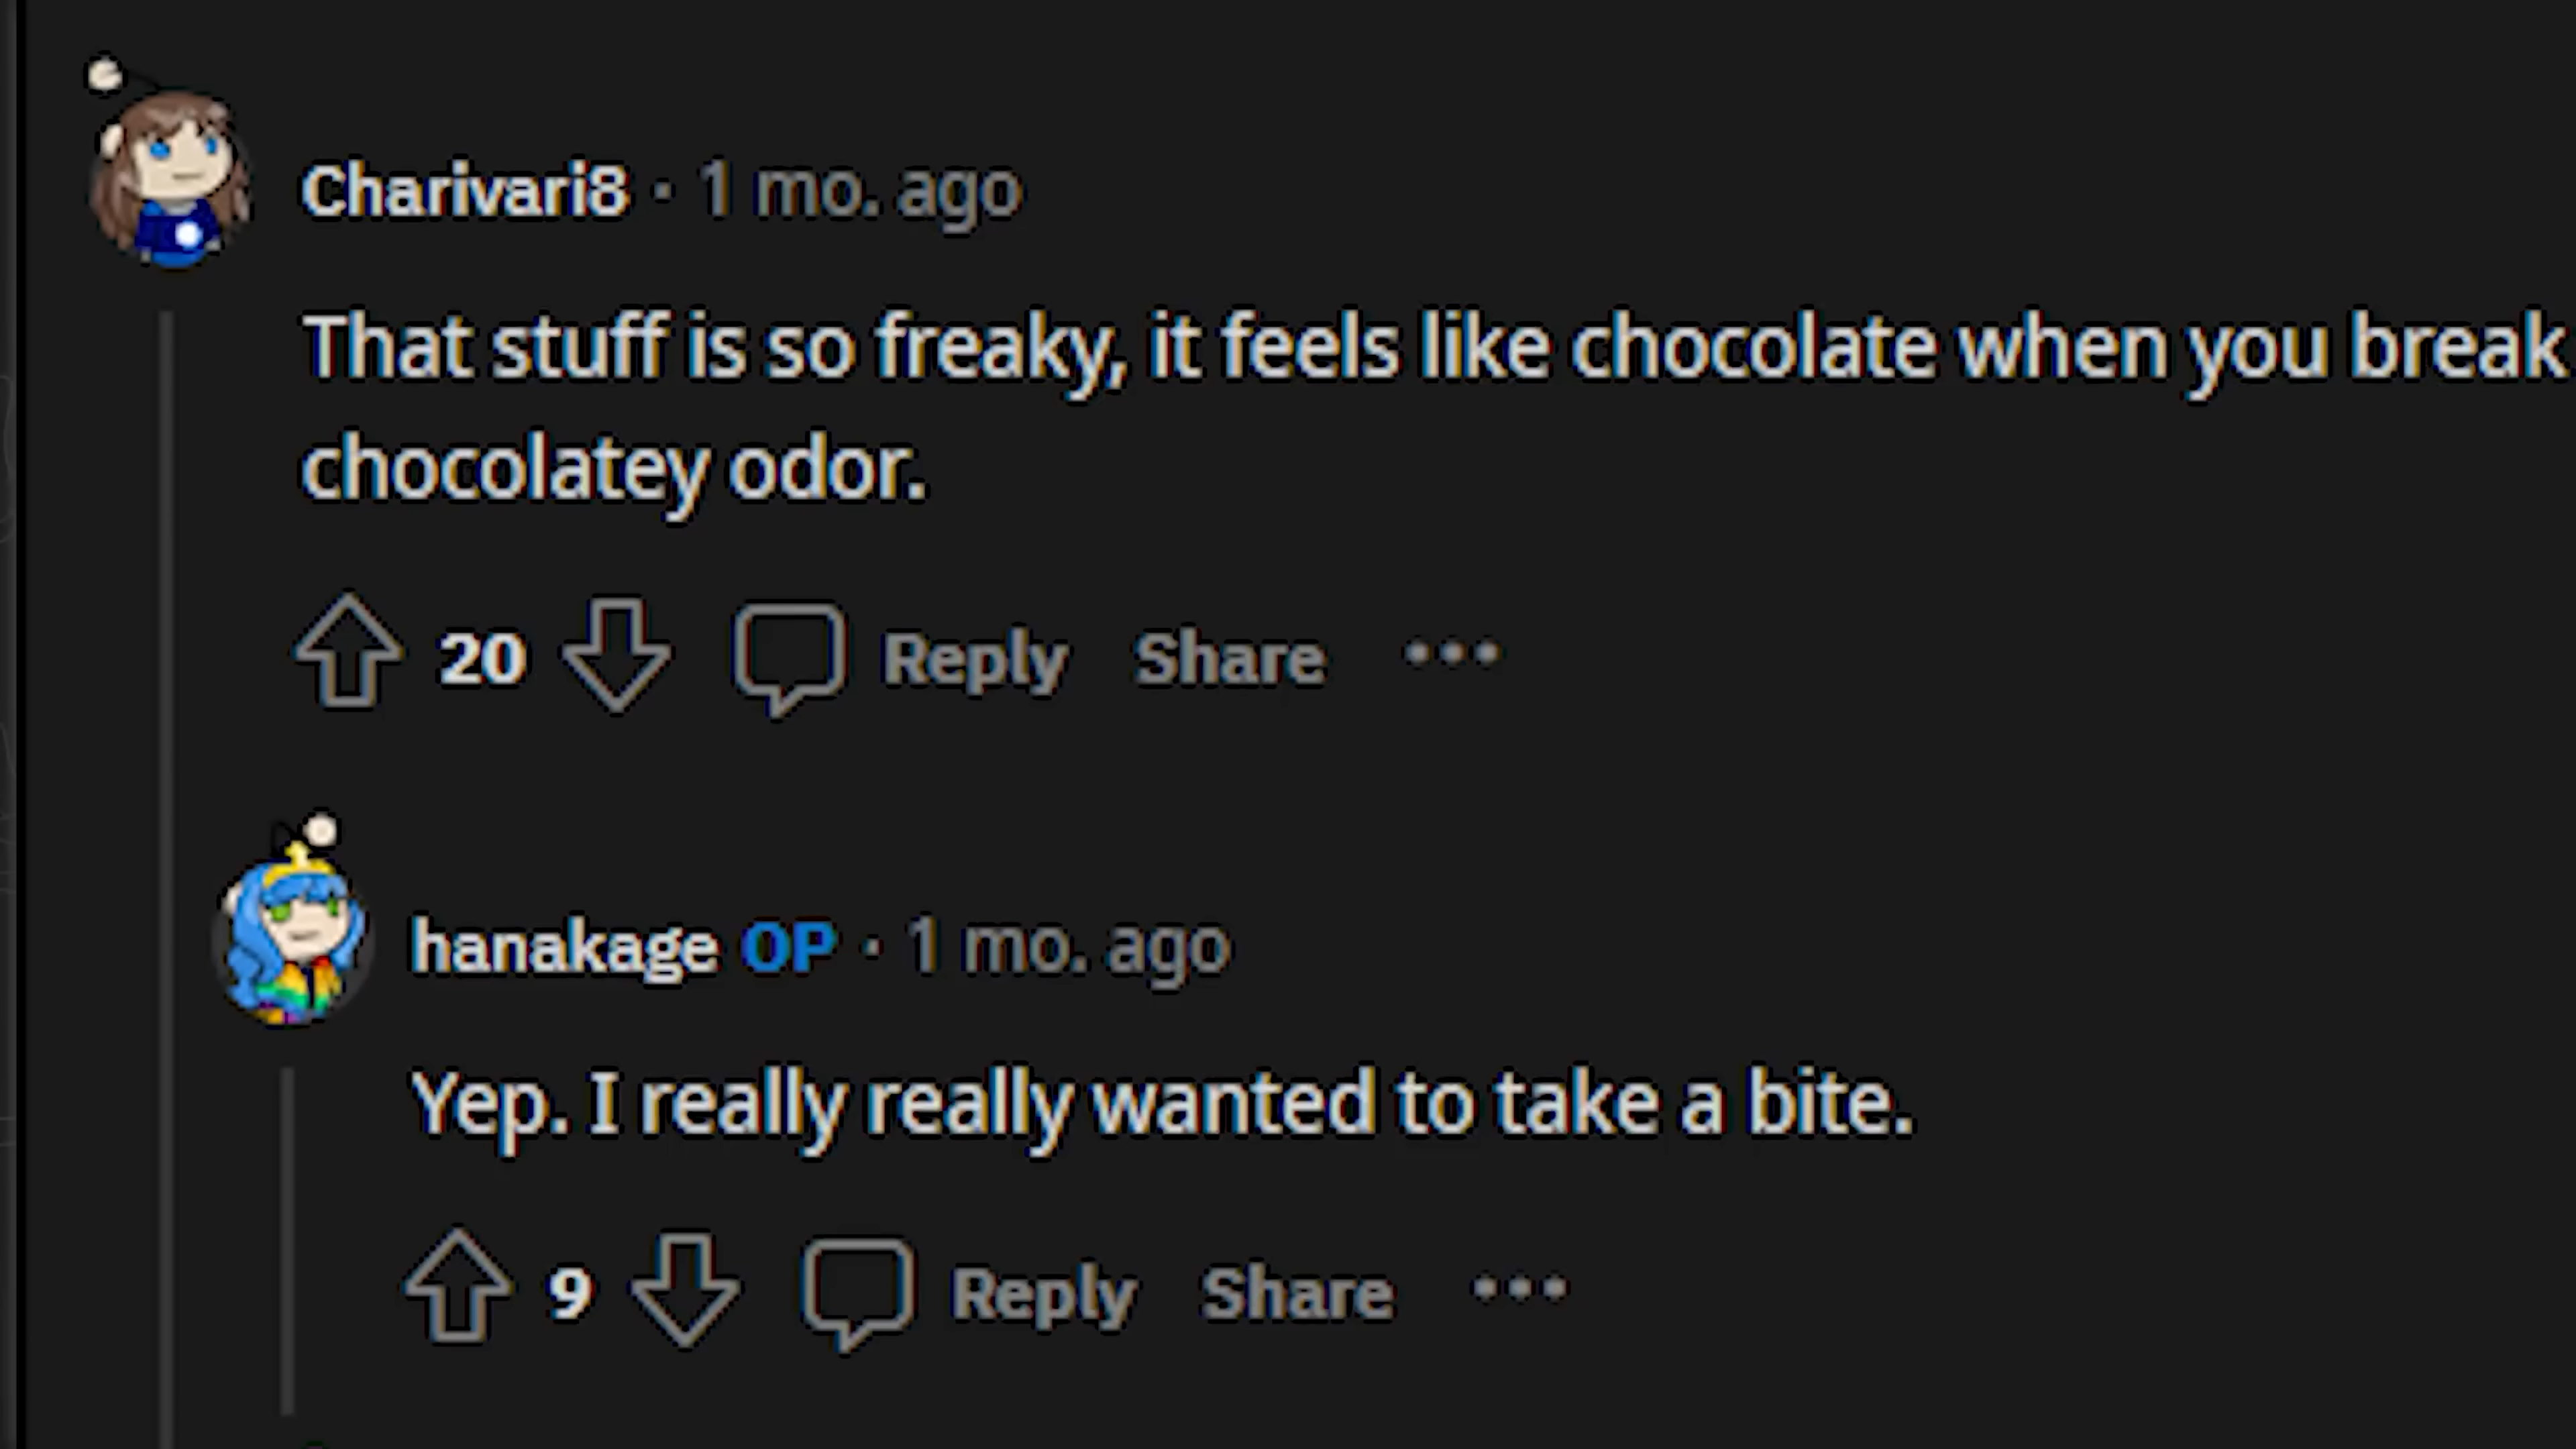 Charivari8 · 1 mo. ago
That stuff is so freaky, it feels like chocolate when you break
chocolatey odor.
20 Reply Share •••
hanakage OP · 1 mo. ago
Yep. I really really wanted to take a bite.
9 Reply Share •••